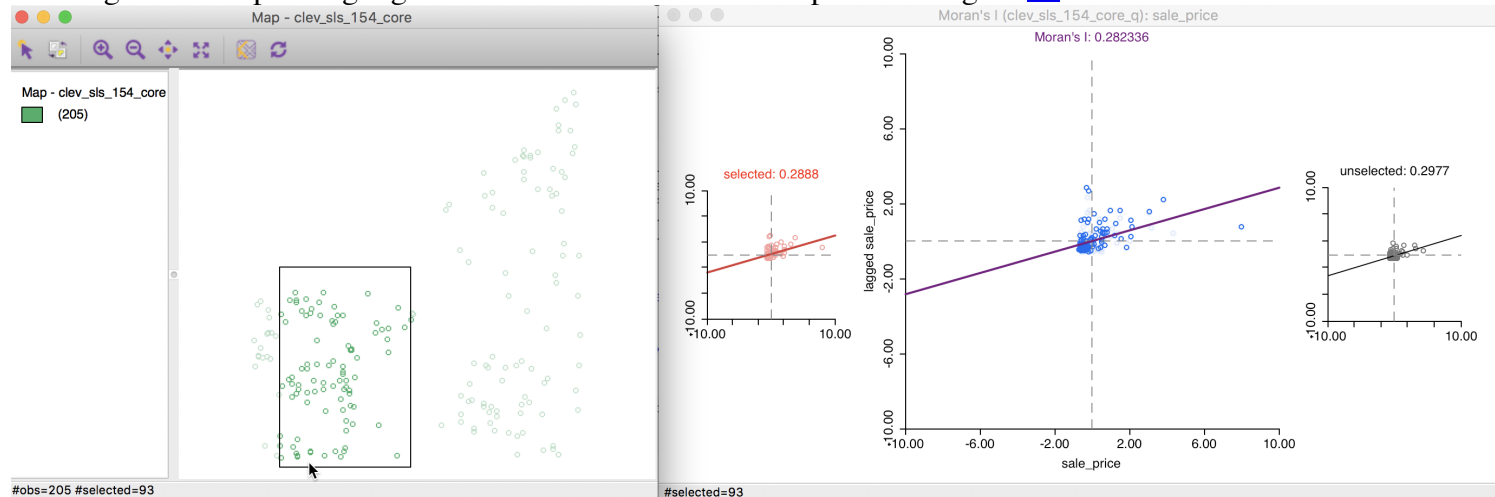 Map - clev_sls_154_core
Map - clev_sls_154_core
(205)
#obs=205 #selected=93
Moran's I (clev_sls_154_core_q): sale_price
Moran's I: 0.282336
selected: 0.2888
10.00
-10.00
-10.00
10.00
lagged sale_price
10.00
6.00
2.00
-2.00
-6.00
-10.00
-10.00
-6.00
-2.00
2.00
6.00
10.00
sale_price
unselected: 0.2977
10.00
-10.00
-10.00
10.00
#selected=93